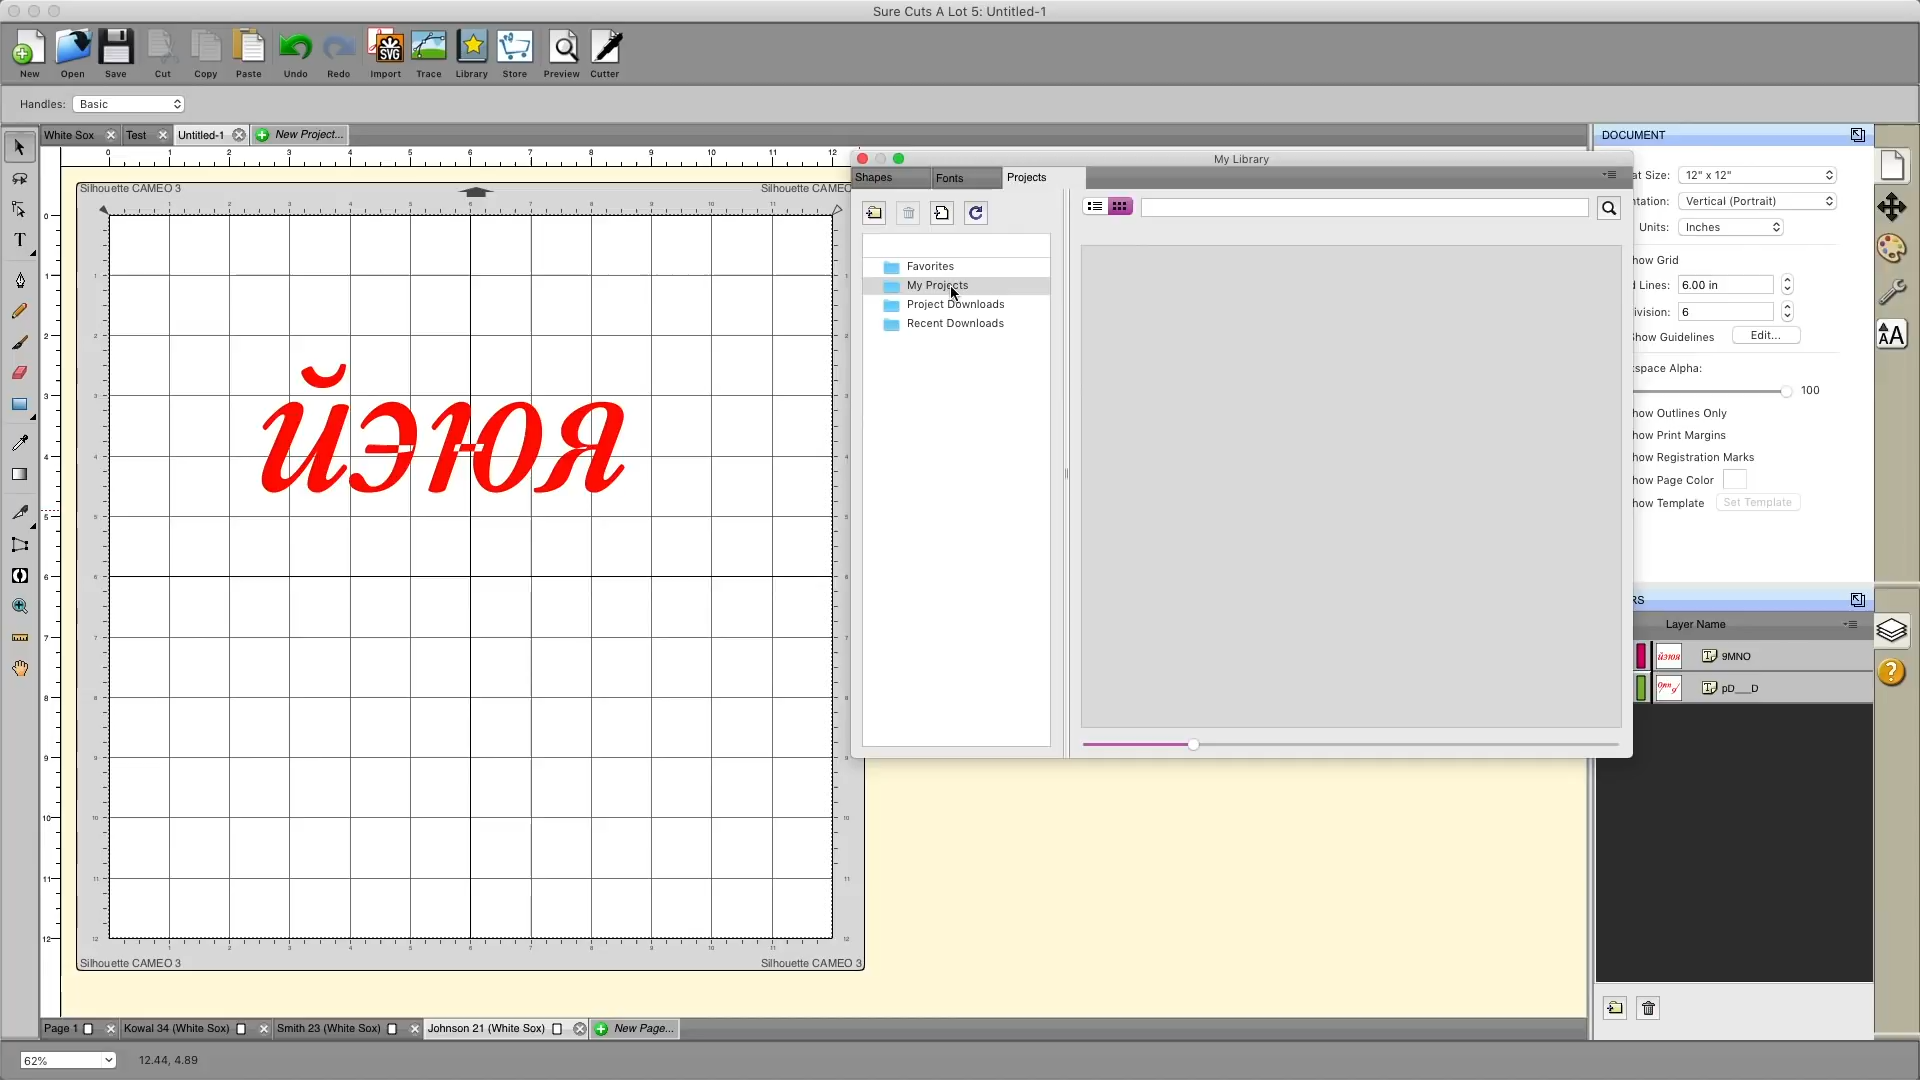 Sure Cuts A Lot 5: Untitled-1
New Open Save Cut Copy Paste Undo Redo Import Trace Library Store Preview Cutter
SVG
Handles: Basic
White Sox Test Untitled-1 New Project...
DOCUMENT
My Library
Shapes Fonts Projects
Silhouette CAMEO 3 Silhouette CAMEO
12" x 12"
Vertical (Portrait)
Units: Inches
Favorites
My Projects
Project Downloads
Recent Downloads
how Grid
Lines: 6.00 in
ivision: 6
how Guidelines Edit...
space Alpha:
100
how Outlines Only
how Print Margins
how Registration Marks
how Page Color
how Template Set Template
йэюя
RS
Layer Name
йэюя 9MNO
pD___D
Silhouette CAMEO 3 Silhouette CAMEO 3
Page 1 Kowal 34 (White Sox) Smith 23 (White Sox) Johnson 21 (White Sox) New Page...
62% 12.44, 4.89